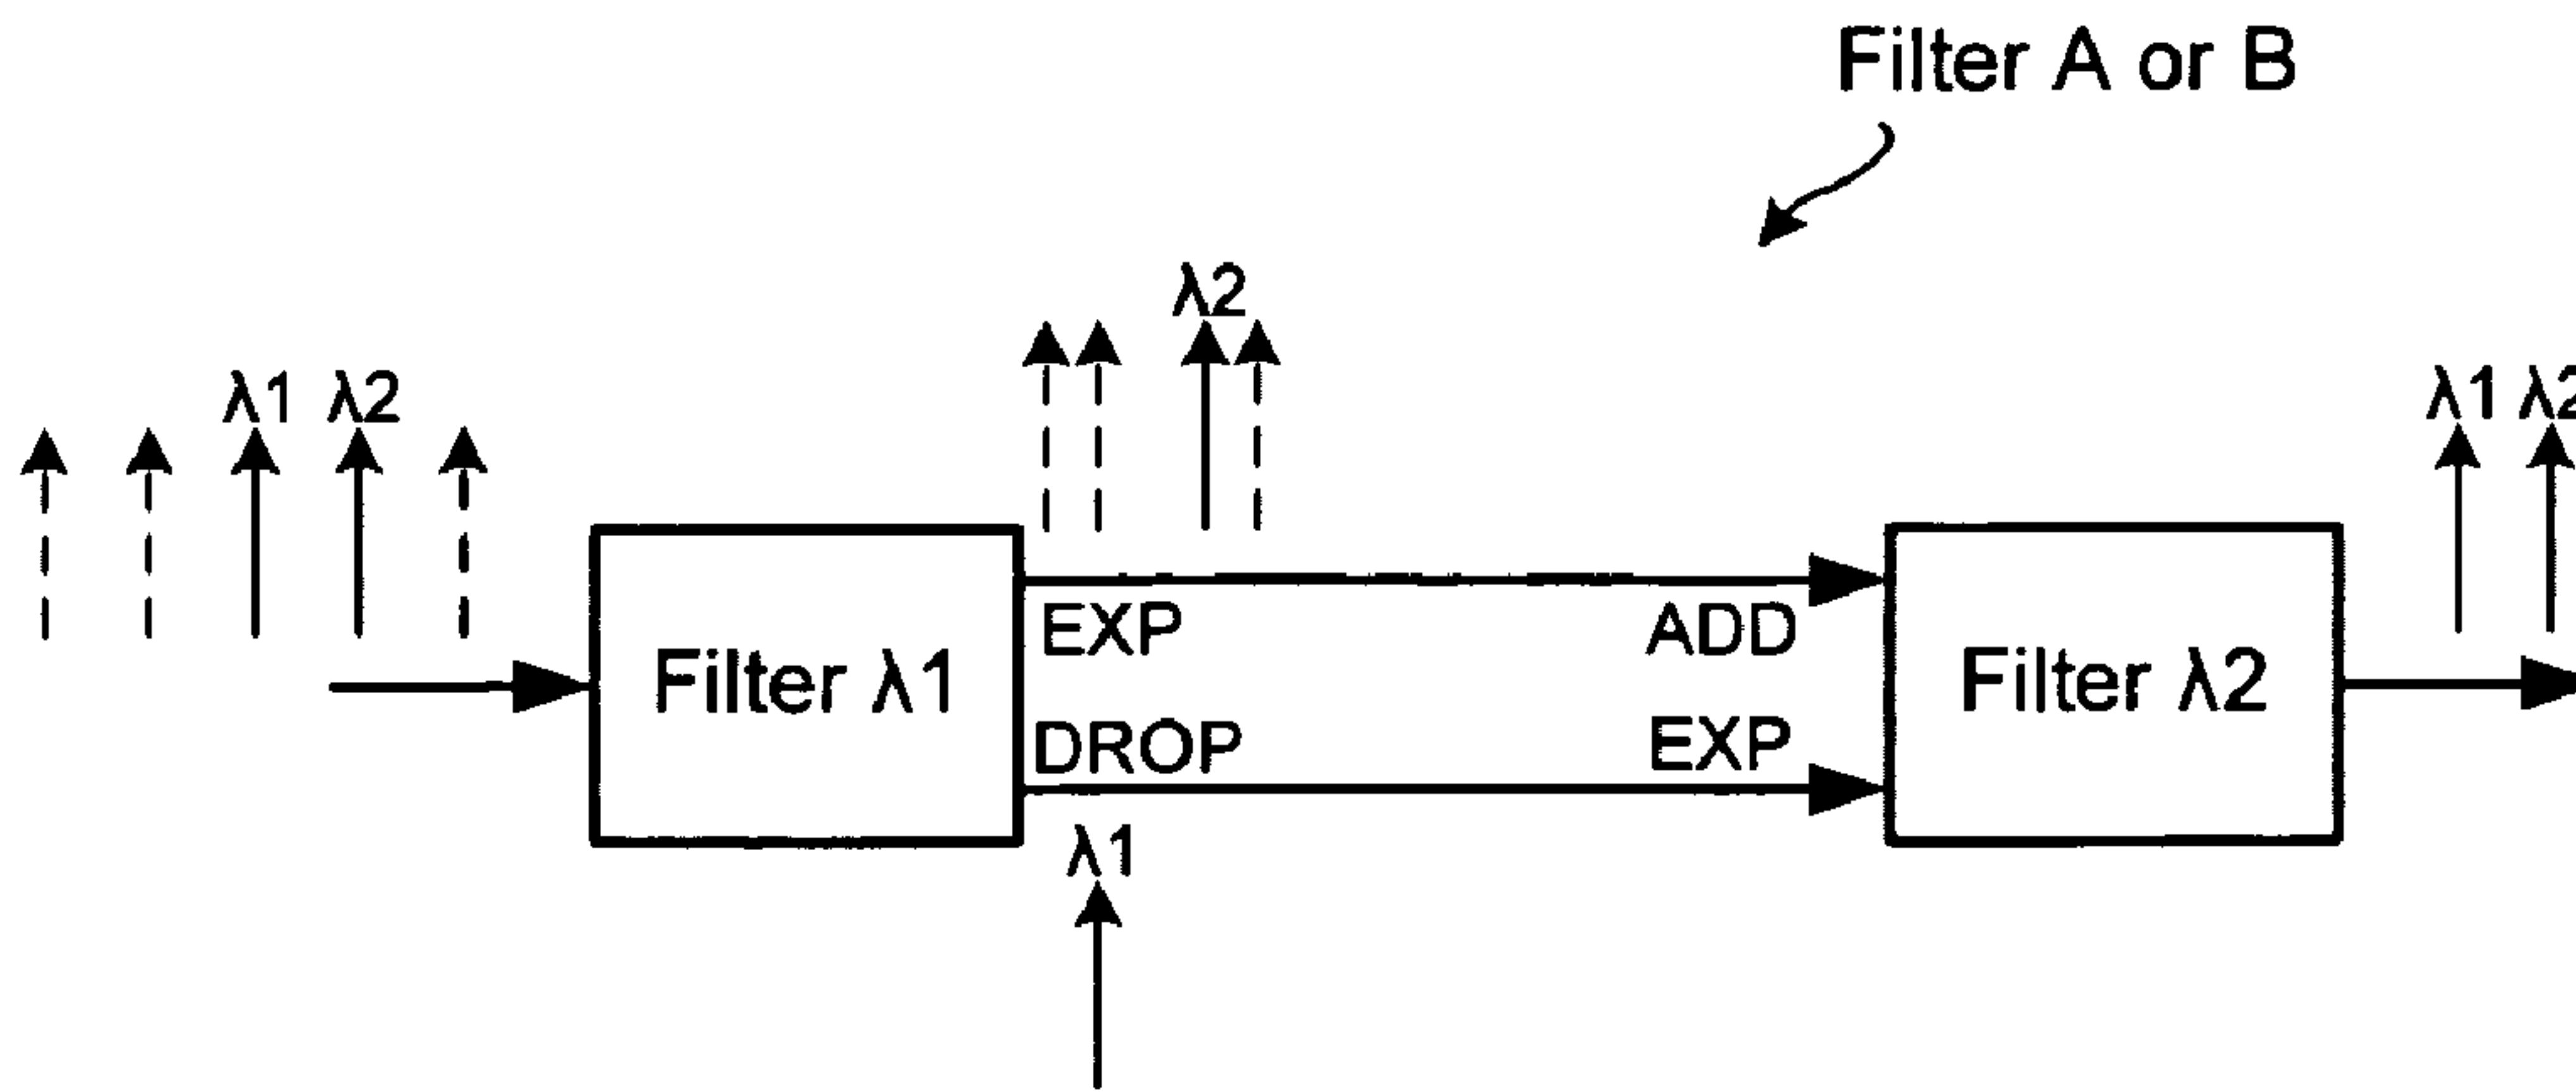 Filter A or B
λ2
λ1 λ2
λ1 λ2
EXP
ADD
Filter λ1
Filter λ2
DROP
EXP
λ1